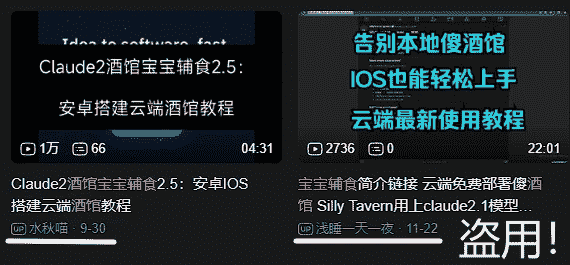 Idea to software, fast
Claude2酒馆宝宝辅食2.5：
安卓搭建云端酒馆教程
1万
66
04:31
Claude2酒馆宝宝辅食2.5：安卓IOS
搭建云端酒馆教程
UP 水秋喵 · 9-30
告别本地傻酒馆
IOS也能轻松上手
云端最新使用教程
2736
0
22:01
宝宝辅食简介链接 云端免费部署傻酒
馆 Silly Tavern用上claude2.1模型...
UP 浅睡一天一夜 · 11-22
盗用！